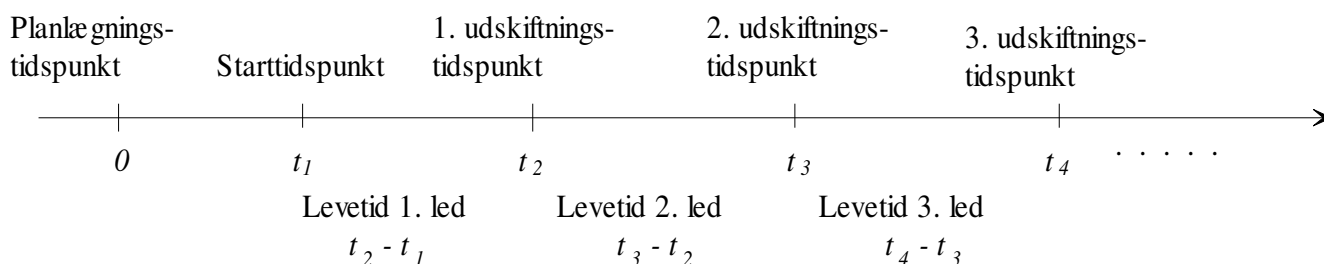 Planlægnings-
tidspunkt
Starttidspunkt
1. udskiftnings-
tidspunkt
2. udskiftnings-
tidspunkt
3. udskiftnings-
tidspunkt
0
t1
t2
t3
t4 . . . . .
Levetid 1. led
t2 - t1
Levetid 2. led
t3 - t2
Levetid 3. led
t4 - t3